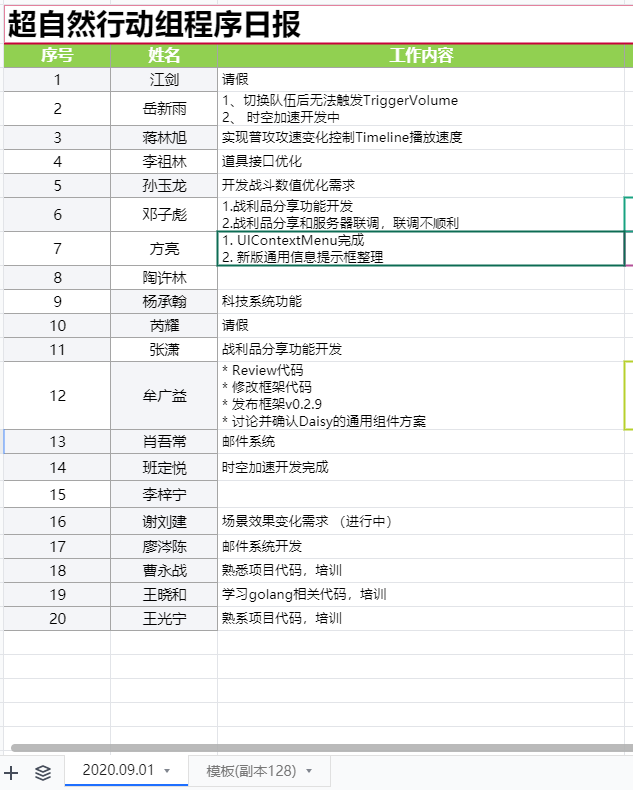 超自然行动组程序日报
序号 姓名 工作内容
1 江剑 请假
2 岳新雨 1、切换队伍后无法触发TriggerVolume
2、 时空加速开发中
3 蒋林旭 实现普攻攻速变化控制Timeline播放速度
4 李祖林 道具接口优化
5 孙玉龙 开发战斗数值优化需求
6 邓子彪 1.战利品分享功能开发
2.战利品分享和服务器联调，联调不顺利
7 方亮 1. UIContextMenu完成
2. 新版通用信息提示框整理
8 陶许林
9 杨承翰 科技系统功能
10 芮耀 请假
11 张潇 战利品分享功能开发
12 牟广益 * Review代码
* 修改框架代码
* 发布框架v0.2.9
* 讨论并确认Daisy的通用组件方案
13 肖吾常 邮件系统
14 班定悦 时空加速开发完成
15 李梓宁
16 谢刘建 场景效果变化需求 （进行中）
17 廖涔陈 邮件系统开发
18 曹永战 熟悉项目代码，培训
19 王晓和 学习golang相关代码，培训
20 王光宁 熟系项目代码，培训
2020.09.01 模板(副本128)